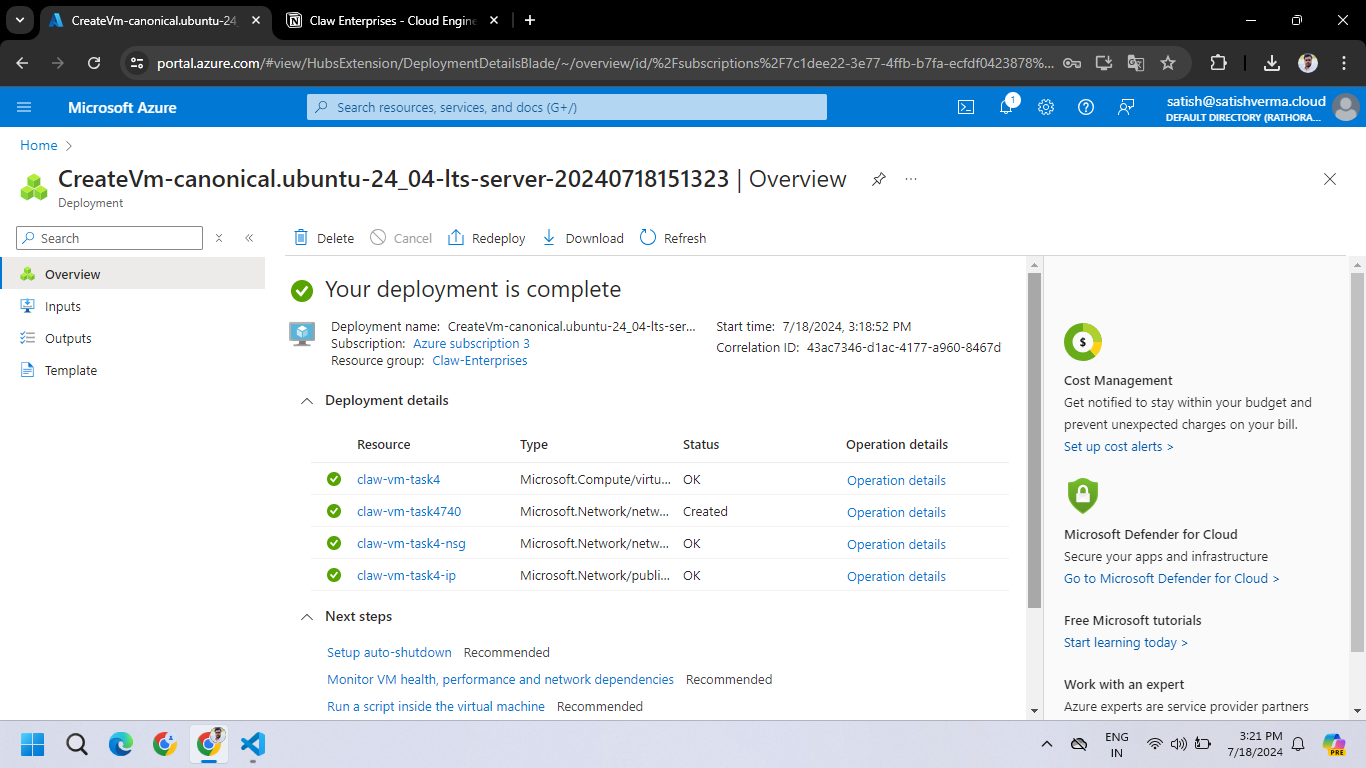 CreateVm-canonical.ubuntu-24_
Claw Enterprises - Cloud Engine
portal.azure.com/#view/HubsExtension/DeploymentDetailsBlade/~/overview/id/%2Fsubscriptions%2F7c1dee22-3e77-4ffb-b7fa-ecfdf0423878%...
Microsoft Azure
Search resources, services, and docs (G+/)
1
satish@satishverma.cloud
DEFAULT DIRECTORY (RATHORA...
Home
CreateVm-canonical.ubuntu-24_04-lts-server-20240718151323 | Overview
Deployment
Search
Delete
Cancel
Redeploy
Download
Refresh
Overview
Inputs
Outputs
Template
Your deployment is complete
Deployment name: CreateVm-canonical.ubuntu-24_04-lts-ser...
Subscription: Azure subscription 3
Resource group: Claw-Enterprises
Start time: 7/18/2024, 3:18:52 PM
Correlation ID: 43ac7346-d1ac-4177-a960-8467d
Deployment details
Resource Type Status Operation details
claw-vm-task4 Microsoft.Compute/virtu... OK Operation details
claw-vm-task4740 Microsoft.Network/netw... Created Operation details
claw-vm-task4-nsg Microsoft.Network/netw... OK Operation details
claw-vm-task4-ip Microsoft.Network/publi... OK Operation details
Next steps
Setup auto-shutdown Recommended
Monitor VM health, performance and network dependencies Recommended
Run a script inside the virtual machine Recommended
$
Cost Management
Get notified to stay within your budget and
prevent unexpected charges on your bill.
Set up cost alerts >
Microsoft Defender for Cloud
Secure your apps and infrastructure
Go to Microsoft Defender for Cloud >
Free Microsoft tutorials
Start learning today >
Work with an expert
Azure experts are service provider partners
ENG
IN
3:21 PM
7/18/2024
PRE